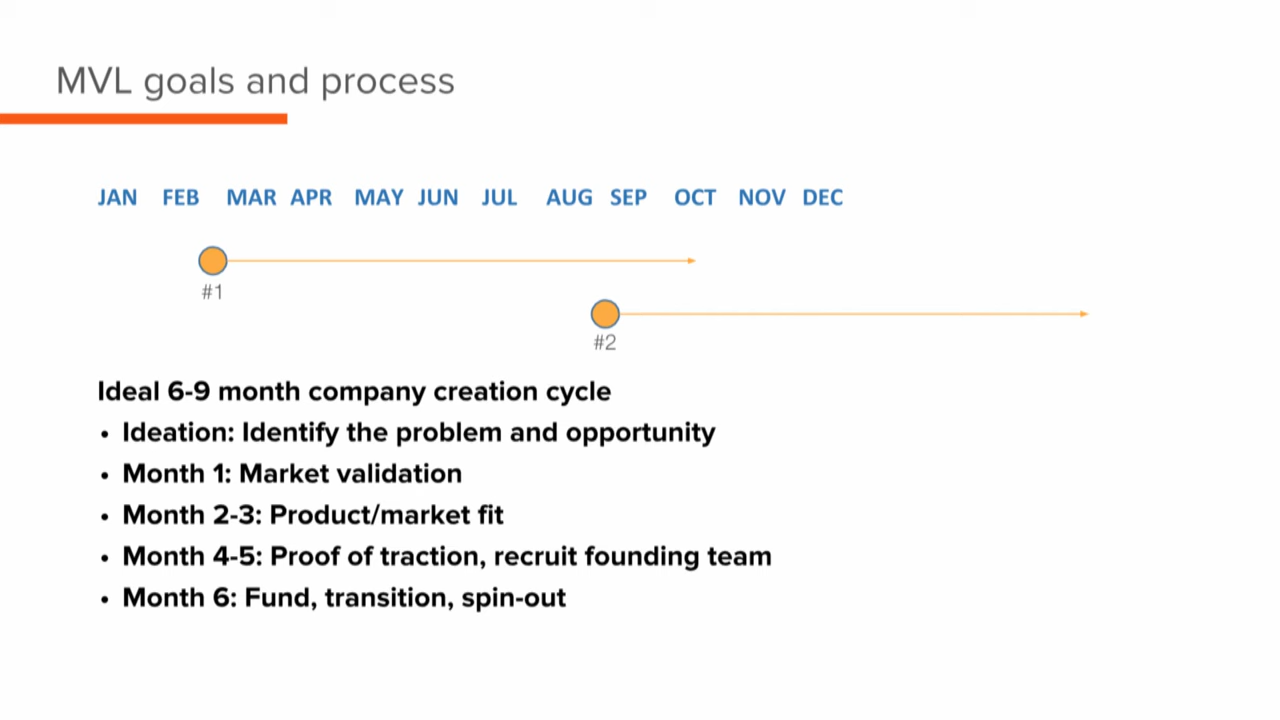 MVL goals and process
JAN FEB MAR APR MAY JUN JUL AUG SEP OCT NOV DEC
#1
#2
Ideal 6-9 month company creation cycle
• Ideation: Identify the problem and opportunity
• Month 1: Market validation
• Month 2-3: Product/market fit
• Month 4-5: Proof of traction, recruit founding team
• Month 6: Fund, transition, spin-out